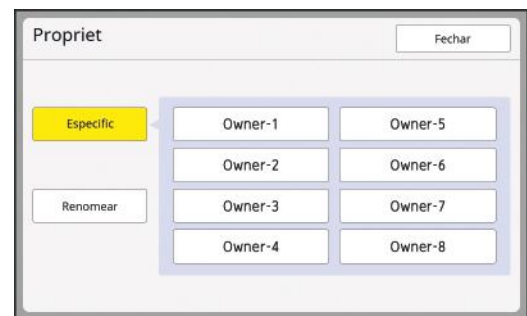 Propriet
Fechar
Especific
Owner-1
Owner-5
Owner-2
Owner-6
Renomear
Owner-3
Owner-7
Owner-4
Owner-8